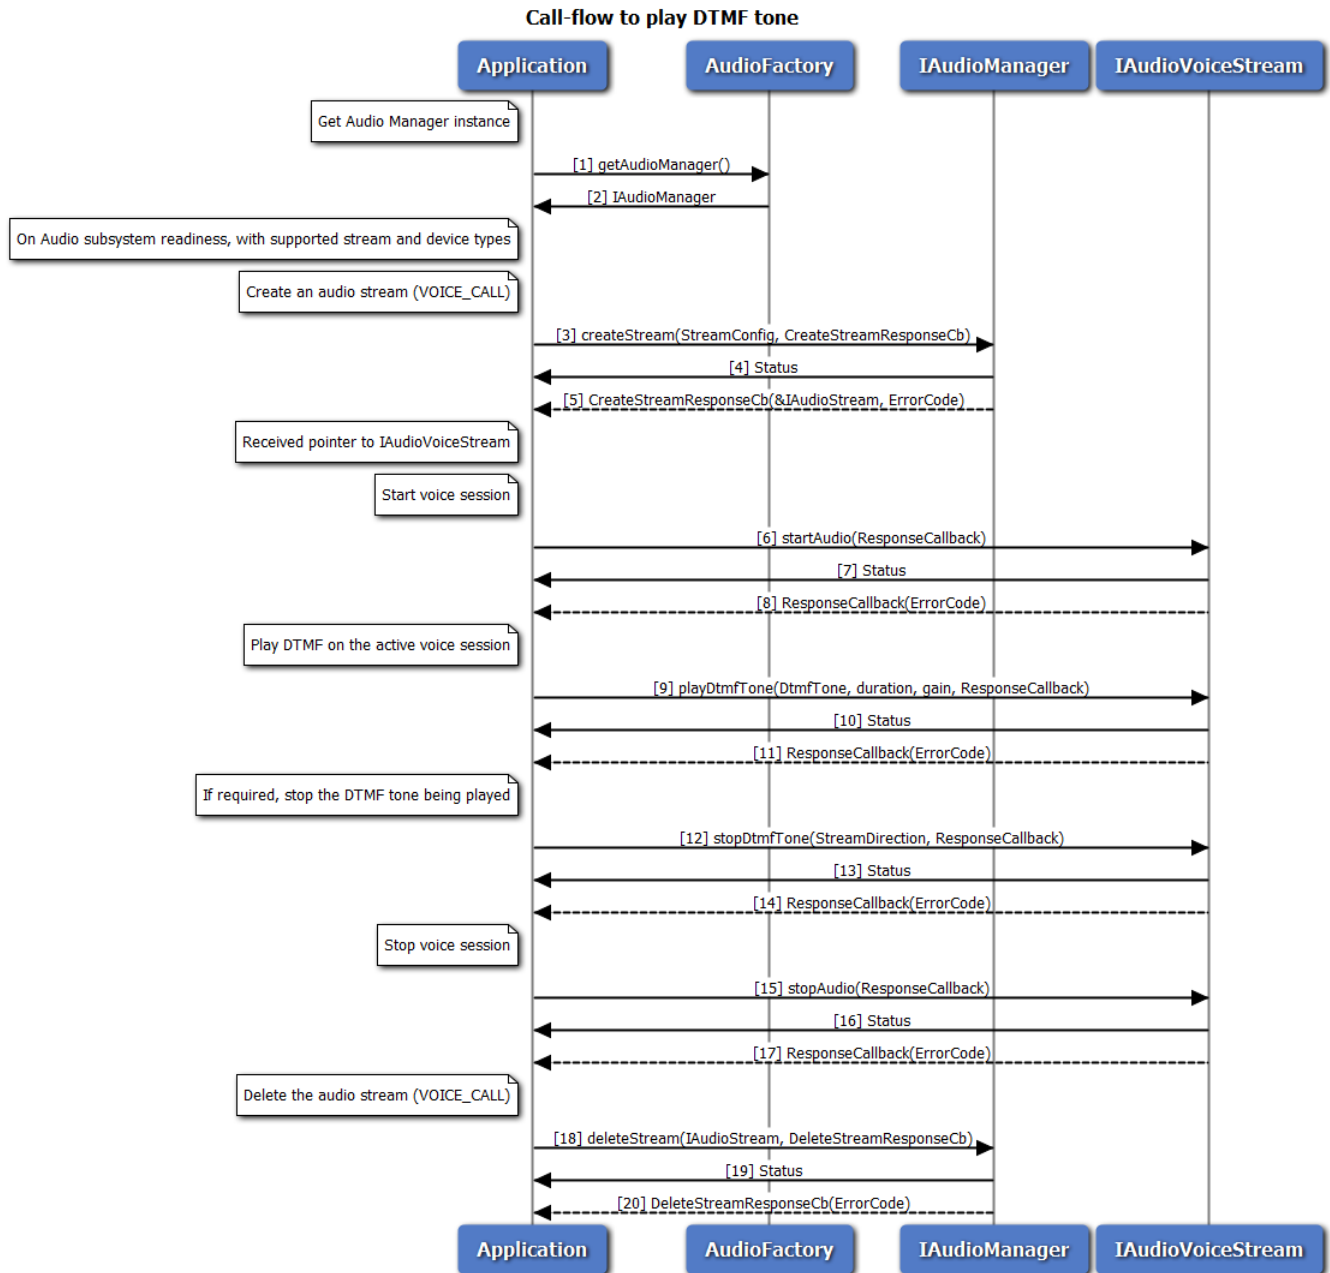 Call-flow to play DTMF tone
Application AudioFactory IAudioManager IAudioVoiceStream
Get Audio Manager instance
[1] getAudioManager()
[2] IAudioManager
On Audio subsystem readiness, with supported stream and device types
Create an audio stream (VOICE_CALL)
[3] createStream(StreamConfig, CreateStreamResponseCb)
[4] Status
[5] CreateStreamResponseCb(&IAudioStream, ErrorCode)
Received pointer to IAudioVoiceStream
Start voice session
[6] startAudio(ResponseCallback)
[7] Status
[8] ResponseCallback(ErrorCode)
Play DTMF on the active voice session
[9] playDtmfTone(DtmfTone, duration, gain, ResponseCallback)
[10] Status
[11] ResponseCallback(ErrorCode)
If required, stop the DTMF tone being played
[12] stopDtmfTone(StreamDirection, ResponseCallback)
[13] Status
[14] ResponseCallback(ErrorCode)
Stop voice session
[15] stopAudio(ResponseCallback)
[16] Status
[17] ResponseCallback(ErrorCode)
Delete the audio stream (VOICE_CALL)
[18] deleteStream(IAudioStream, DeleteStreamResponseCb)
[19] Status
[20] DeleteStreamResponseCb(ErrorCode)
Application AudioFactory IAudioManager IAudioVoiceStream